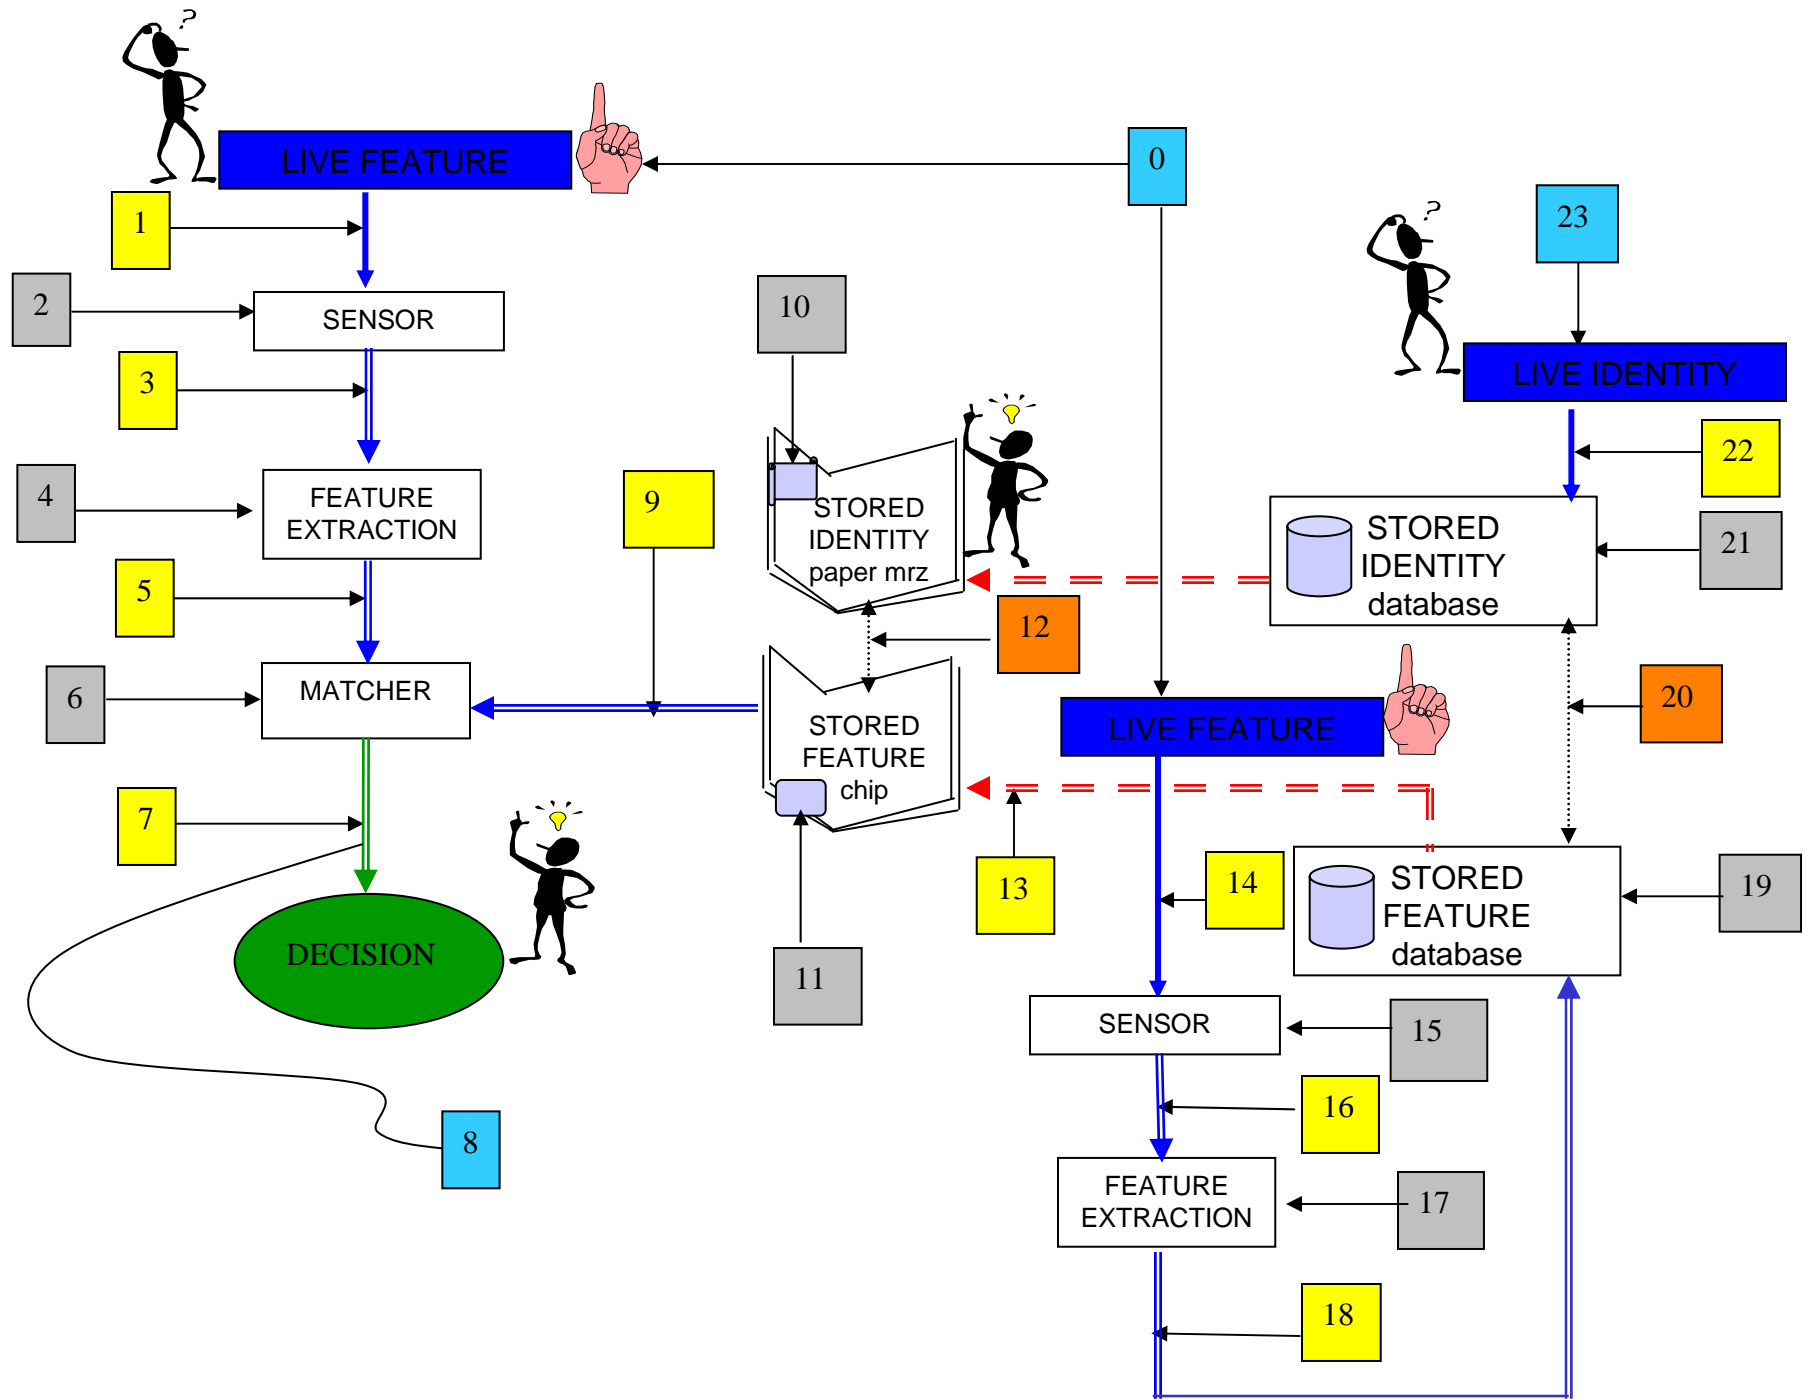 ?
LIVE FEATURE
0
1
2
SENSOR
3
4
FEATURE
EXTRACTION
5
6
MATCHER
7
DECISION
8
9
10
STORED
IDENTITY
paper mrz
12
STORED
FEATURE
chip
11
13
?
23
LIVE IDENTITY
22
STORED
IDENTITY
database
21
20
LIVE FEATURE
14
STORED
FEATURE
database
19
SENSOR
15
16
FEATURE
EXTRACTION
17
18